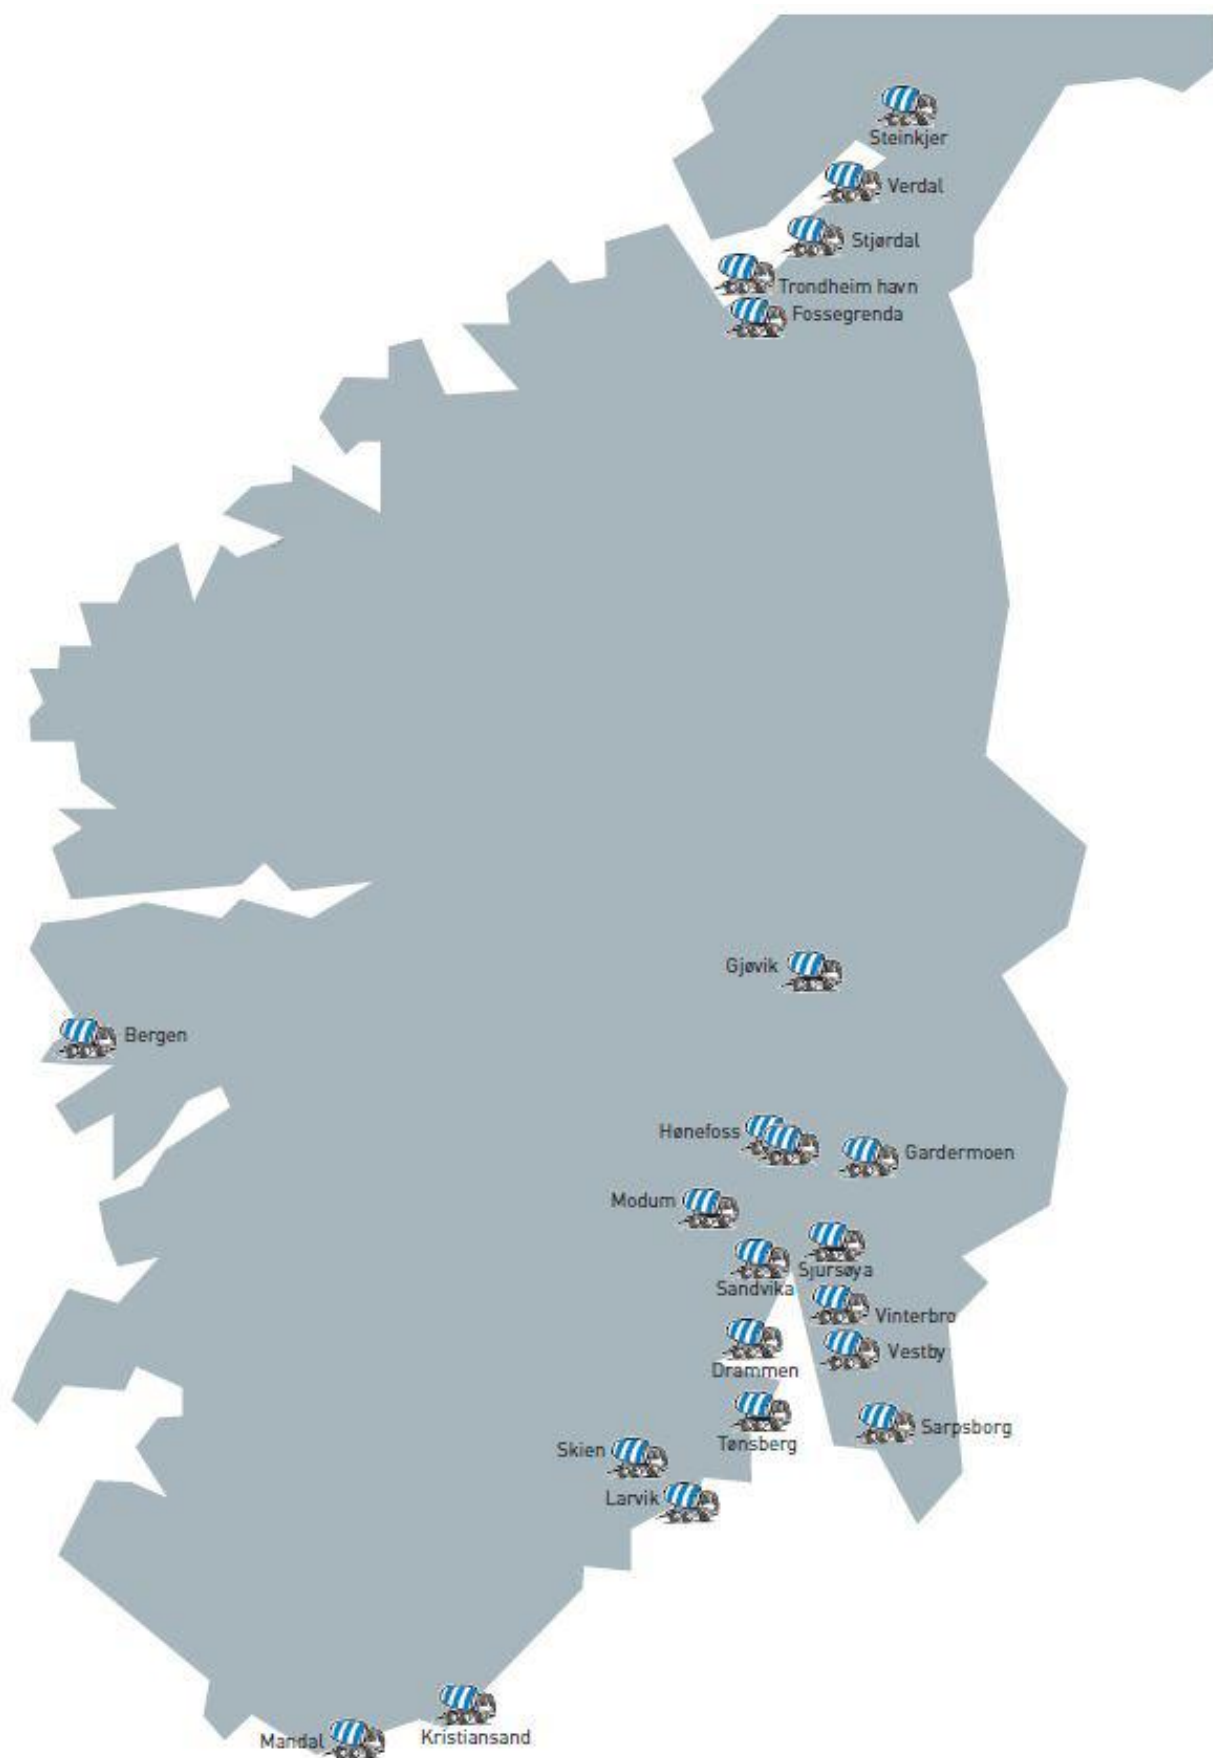 Steinkjer
Verdal
Stjørdal
Trondheim havn
Fossegrenda
Gjøvik
Bergen
Hønefoss
Gardermoen
Modum
Sjursøya
Sandvika
Vinterbro
Vestby
Drammen
Sarpsborg
Tønsberg
Skien
Larvik
Kristiansand
Mandal